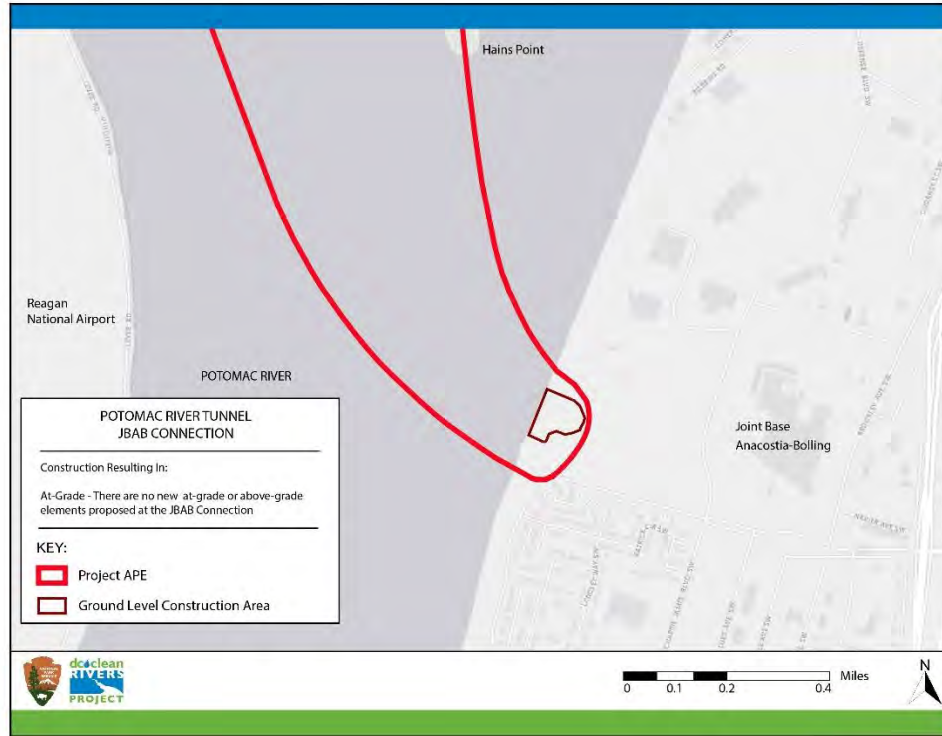 Hains Point
Reagan
National Airport
POTOMAC RIVER
Joint Base
Anacostia-Bolling
POTOMAC RIVER TUNNEL
JBAB CONNECTION
Construction Resulting In:
At-Grade - There are no new at-grade or above-grade
elements proposed at the JBAB Connection
KEY:
Project APE
Ground Level Construction Area
dc clean
RIVERS
PROJECT
0 0.1 0.2 0.4 Miles
N